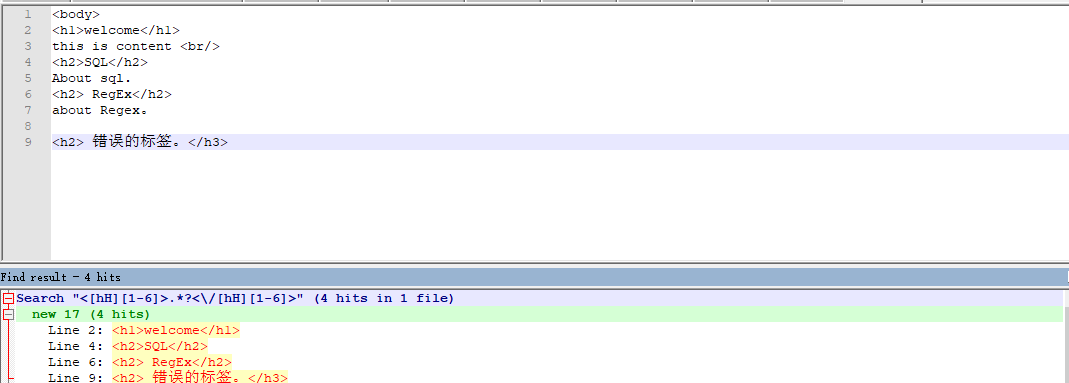 1 <body>
2 <h1>welcome</h1>
3 this is content <br/>
4 <h2>SQL</h2>
5 About sql.
6 <h2> RegEx</h2>
7 about Regex。
8
9 <h2> 错误的标签。</h3>
Find result - 4 hits
Search "<[hH][1-6]>.*?<\/[hH][1-6]>" (4 hits in 1 file)
new 17 (4 hits)
Line 2: <h1>welcome</h1>
Line 4: <h2>SQL</h2>
Line 6: <h2> RegEx</h2>
Line 9: <h2> 错误的标签。</h3>